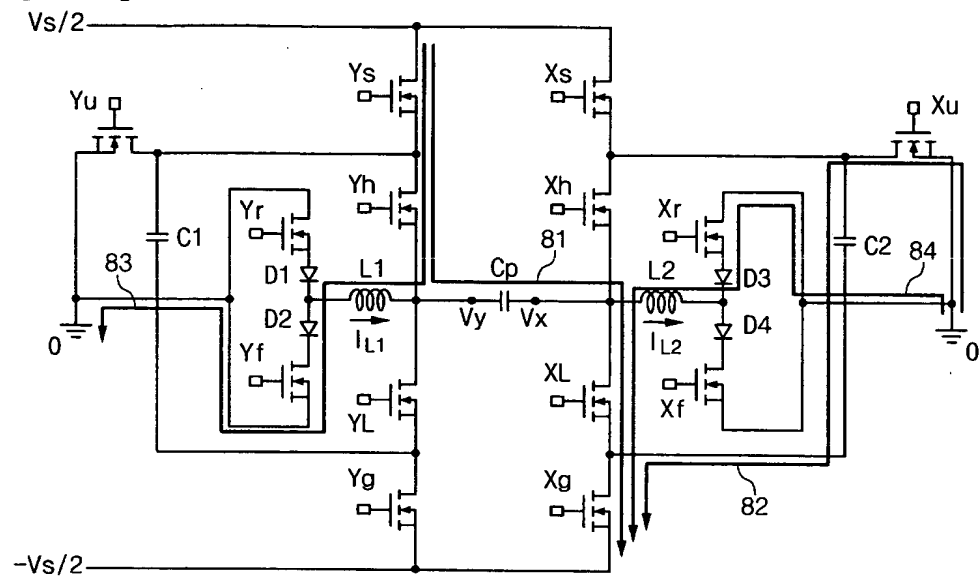 Vs/2
Ys
Xs
Yu
Xu
Yh
Xh
Yr
Xr
C1
81
C2
83
D1
L1
Cp
L2
D3
84
D2
Vy
Vx
D4
0
IL1
IL2
0
Yf
YL
XL
Xf
Yg
Xg
82
-Vs/2